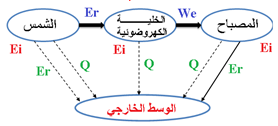 الشمس
Er
الخلية
الكهروضوئية
We
المصباح
Ei
Ei
Ei
Er
Q
Q
Q
Er
الوسط الخارجي